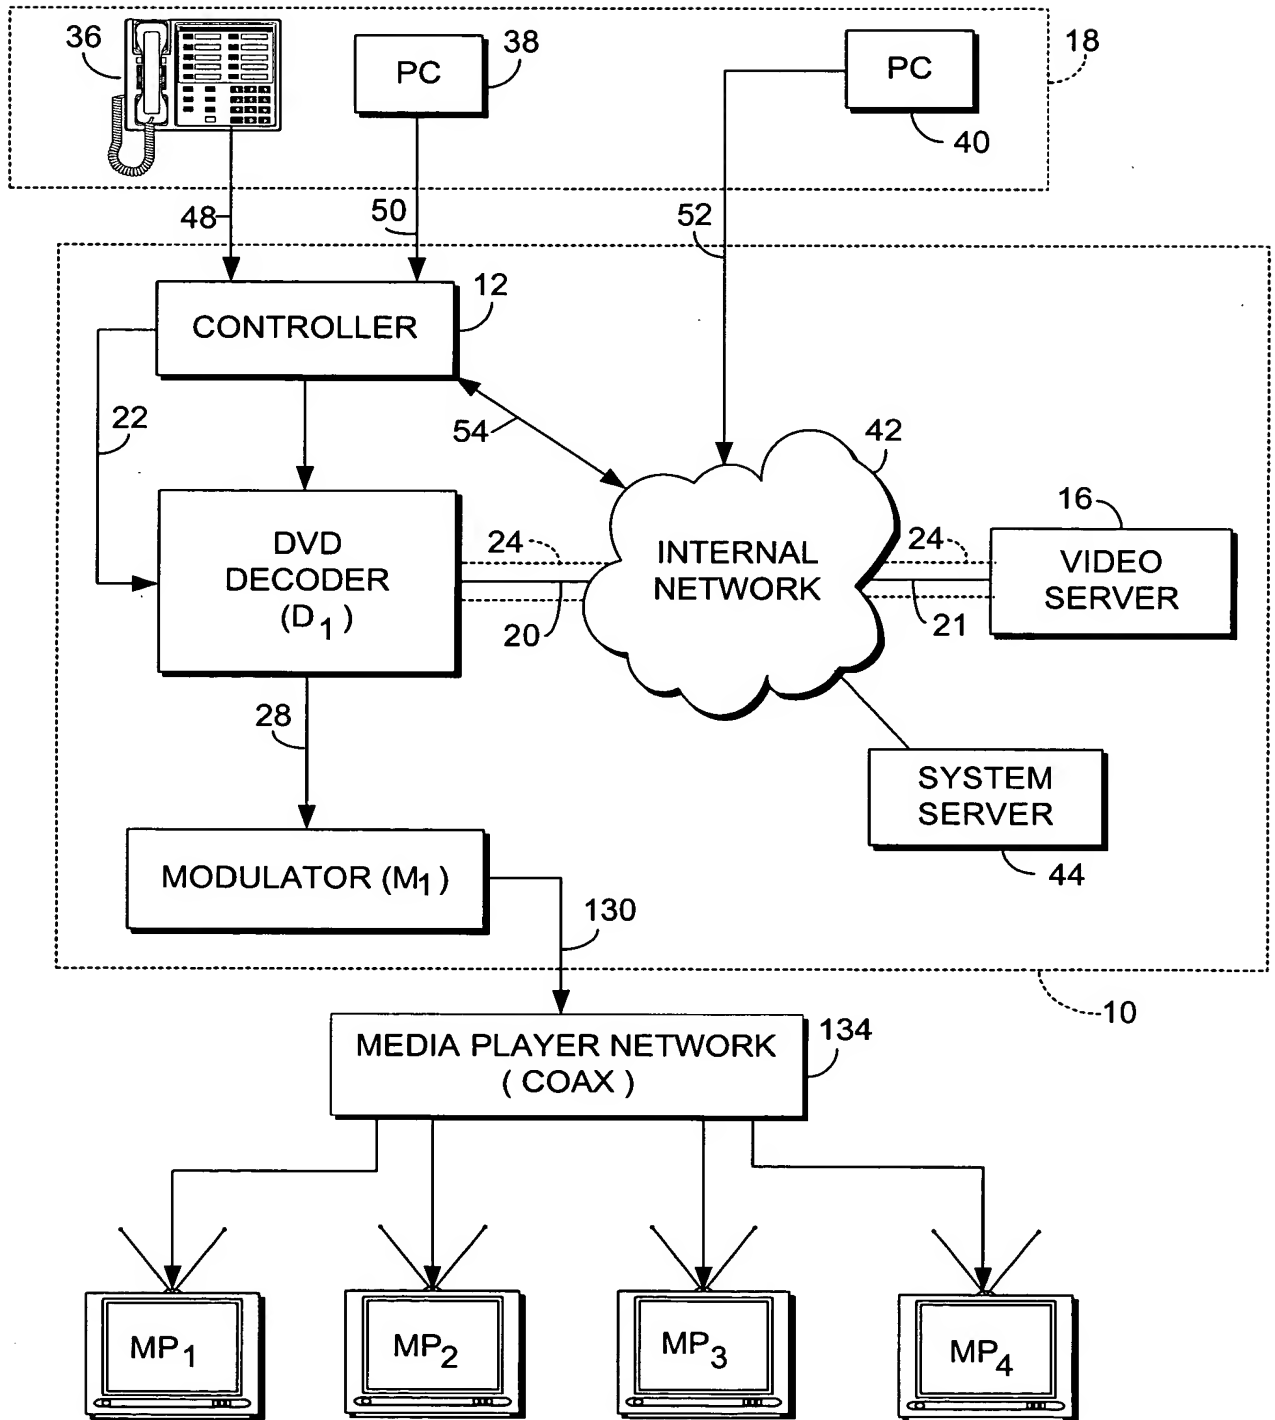 36
PC
38
PC
40
18
48
50
52
CONTROLLER
12
22
54
42
DVD
DECODER
(D1)
24
20
INTERNAL
NETWORK
24
21
16
VIDEO
SERVER
28
SYSTEM
SERVER
44
MODULATOR (M1)
130
10
MEDIA PLAYER NETWORK
( COAX )
134
MP1
MP2
MP3
MP4